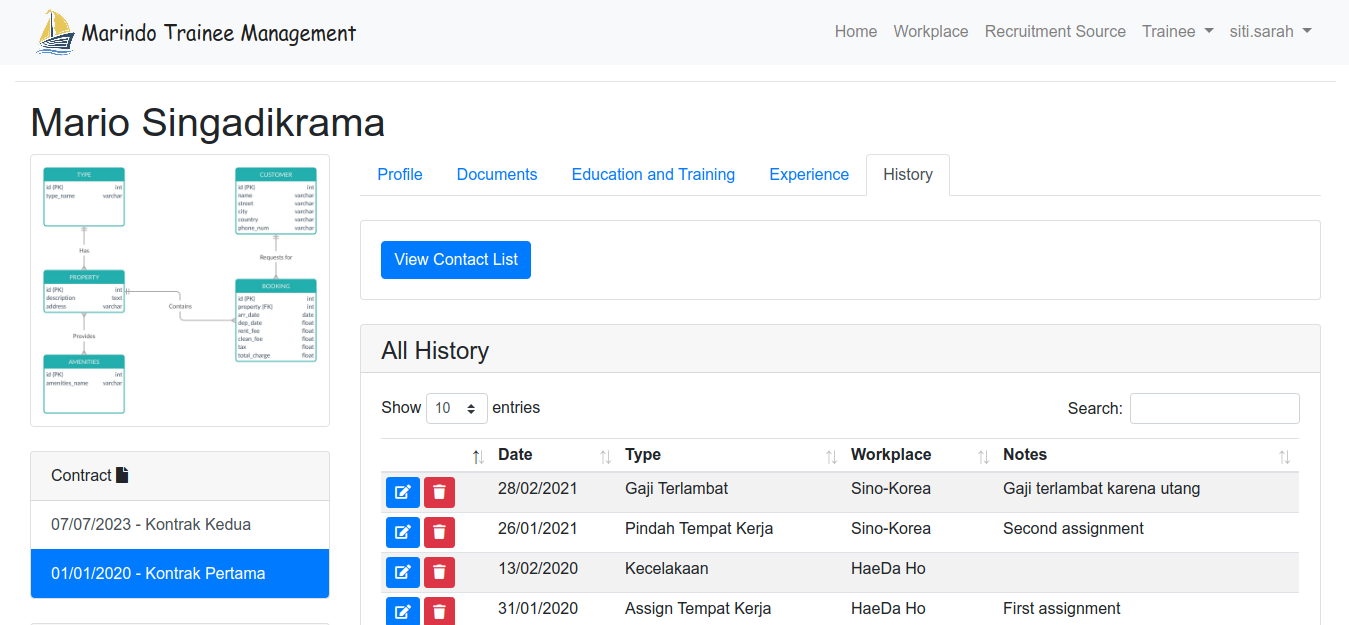 Marindo Trainee Management
Home Workplace Recruitment Source Trainee siti.sarah
Mario Singadikrama
TYPE
id (PK) int
type_name varchar
CUSTOMER
id (PK) int
name varchar
street varchar
city varchar
country varchar
phone_num varchar
Has
Requests for
PROPERTY
id (PK) int
description text
address varchar
Contains
BOOKING
id (PK) int
property (FK) int
arr_date date
dep_date float
rent_fee float
clean_fee float
tax float
total_charge float
Provides
AMENITIES
id (PK) int
amenities_name varchar
Contract
07/07/2023 - Kontrak Kedua
01/01/2020 - Kontrak Pertama
Profile Documents Education and Training Experience History
View Contact List
All History
Show 10 entries Search:
Date Type Workplace Notes
28/02/2021 Gaji Terlambat Sino-Korea Gaji terlambat karena utang
26/01/2021 Pindah Tempat Kerja Sino-Korea Second assignment
13/02/2020 Kecelakaan HaeDa Ho
31/01/2020 Assign Tempat Kerja HaeDa Ho First assignment